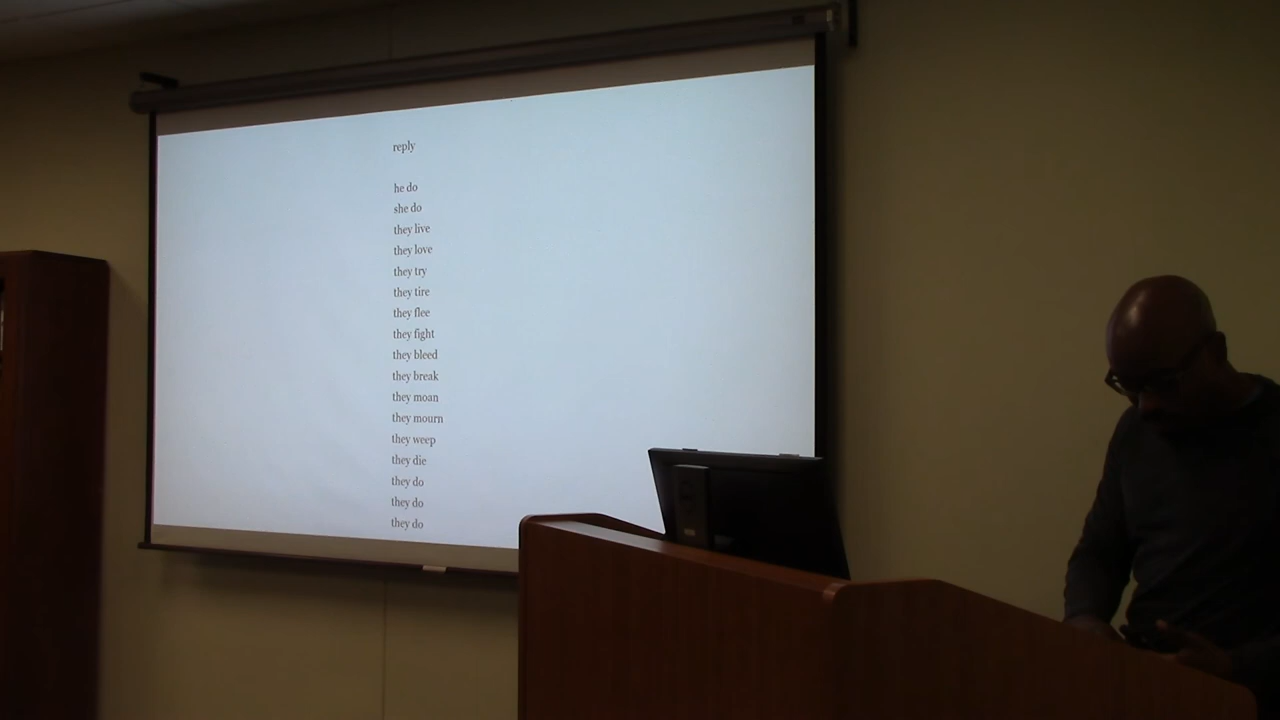 reply
he do
she do
they live
they love
they try
they tire
they flee
they fight
they bleed
they break
they moan
they mourn
they weep
they die
they do
they do
they do